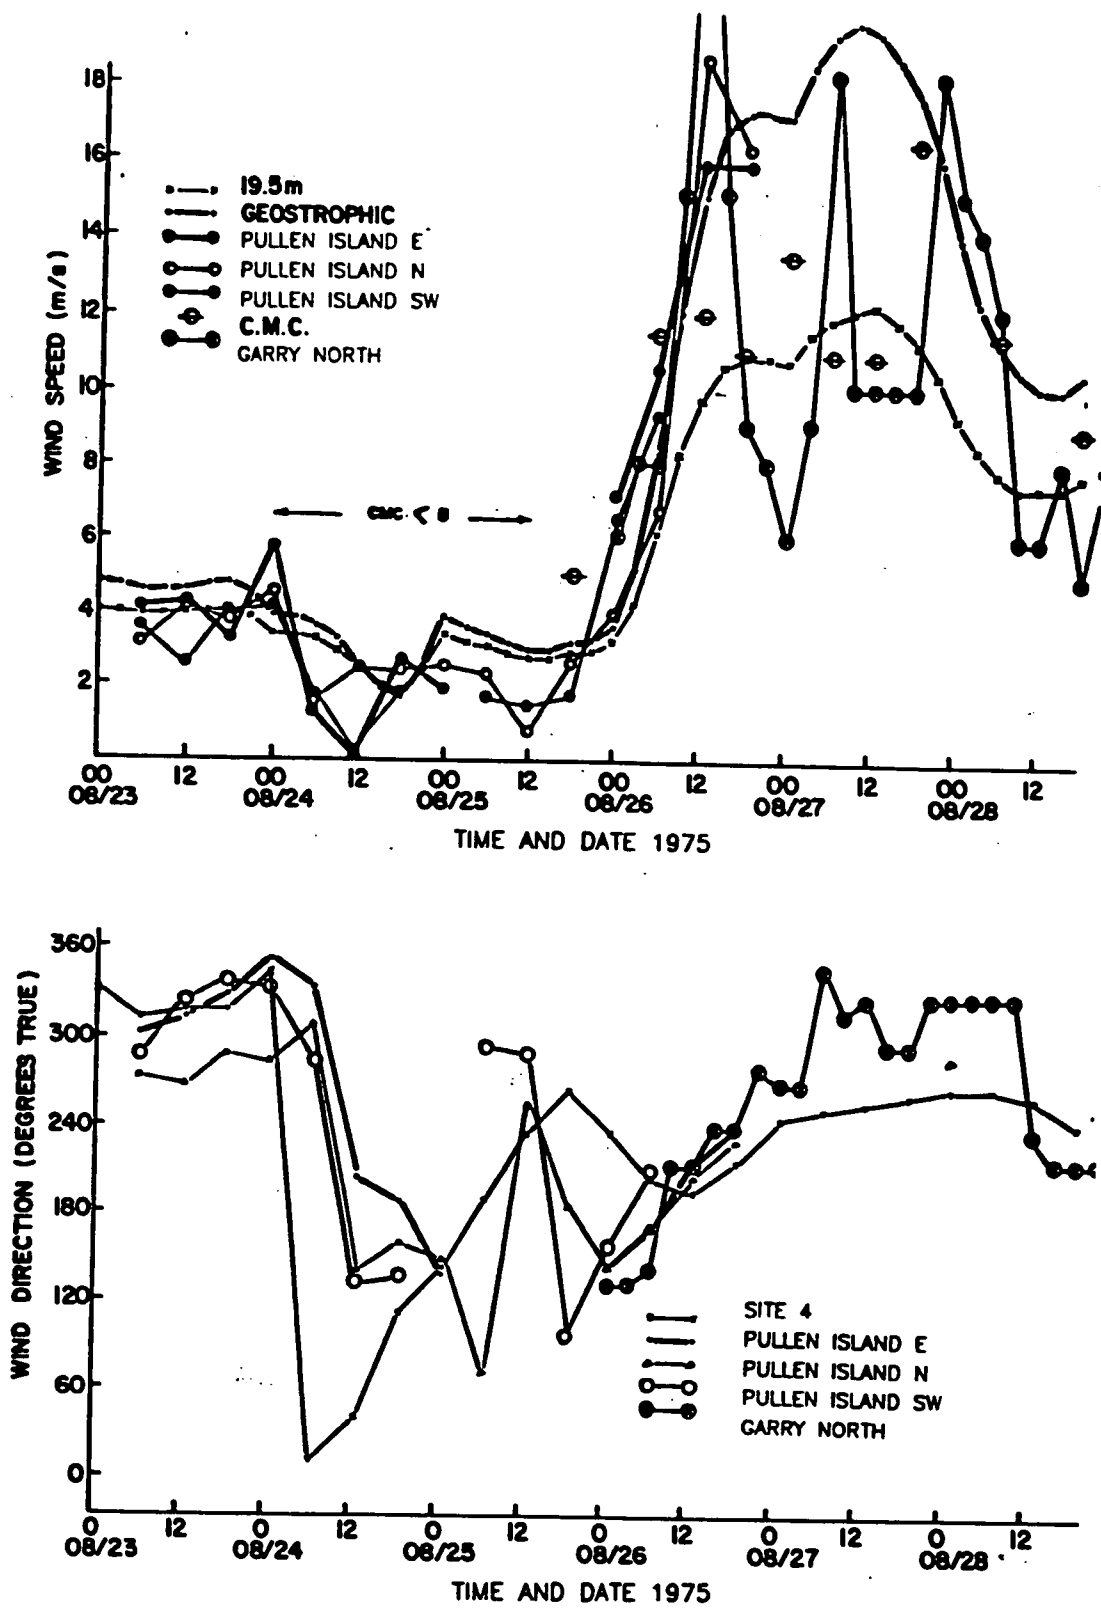 18
16
14
12
10
8
6
4
2
WIND SPEED (m/s)
19.5m
GEOSTROPHIC
PULLEN ISLAND E
PULLEN ISLAND N
PULLEN ISLAND SW
C.M.C.
GARRY NORTH
CMC < 8
00 12 00 12 00 12 00 12 00 12 00 12
08/23 08/24 08/25 08/26 08/27 08/28
TIME AND DATE 1975
360
300
240
180
120
60
0
WIND DIRECTION (DEGREES TRUE)
SITE 4
PULLEN ISLAND E
PULLEN ISLAND N
PULLEN ISLAND SW
GARRY NORTH
0 12 0 12 0 12 0 12 0 12 0 12
08/23 08/24 08/25 08/26 08/27 08/28
TIME AND DATE 1975